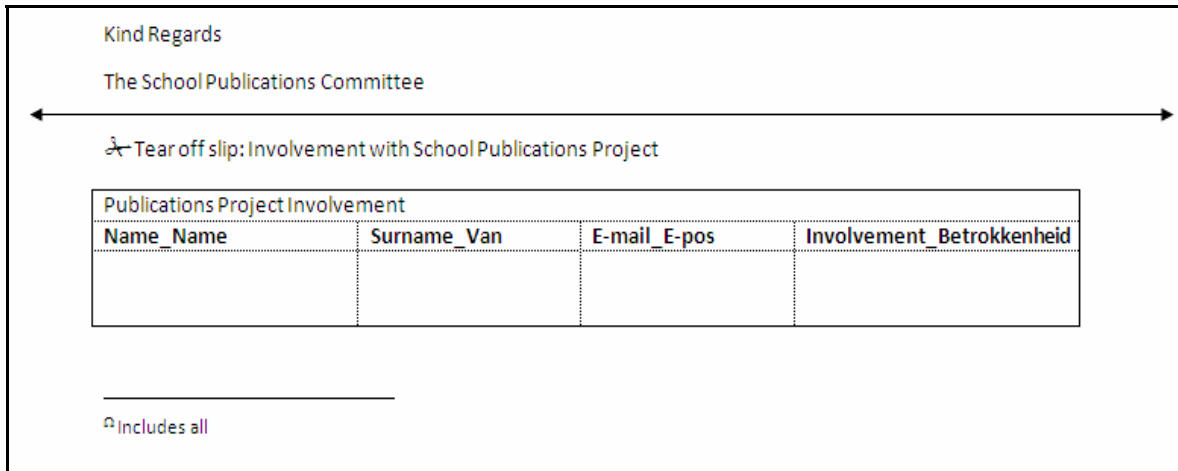 Kind Regards
The School Publications Committee
✂Tear off slip: Involvement with School Publications Project
Publications Project Involvement
Name_Name Surname_Van E-mail_E-pos Involvement_Betrokkenheid
Ω Includes all